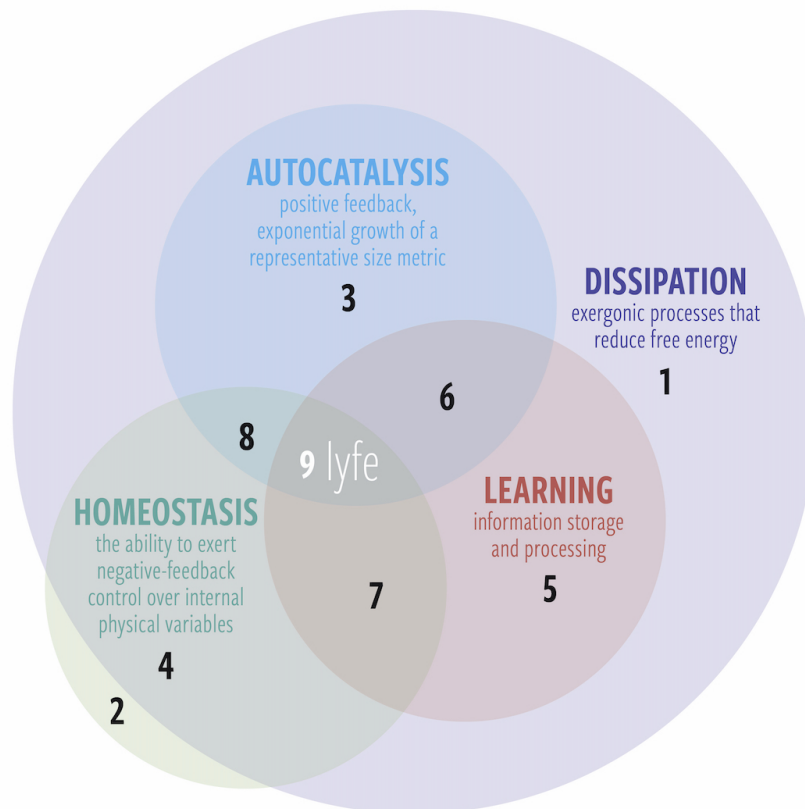 AUTOCATALYSIS
positive feedback,
exponential growth of a
representative size metric
3
DISSIPATION
exergonic processes that
reduce free energy
1
6
8
9 lyfe
LEARNING
information storage
and processing
5
HOMEOSTASIS
the ability to exert
negative-feedback
control over internal
physical variables
4
7
2